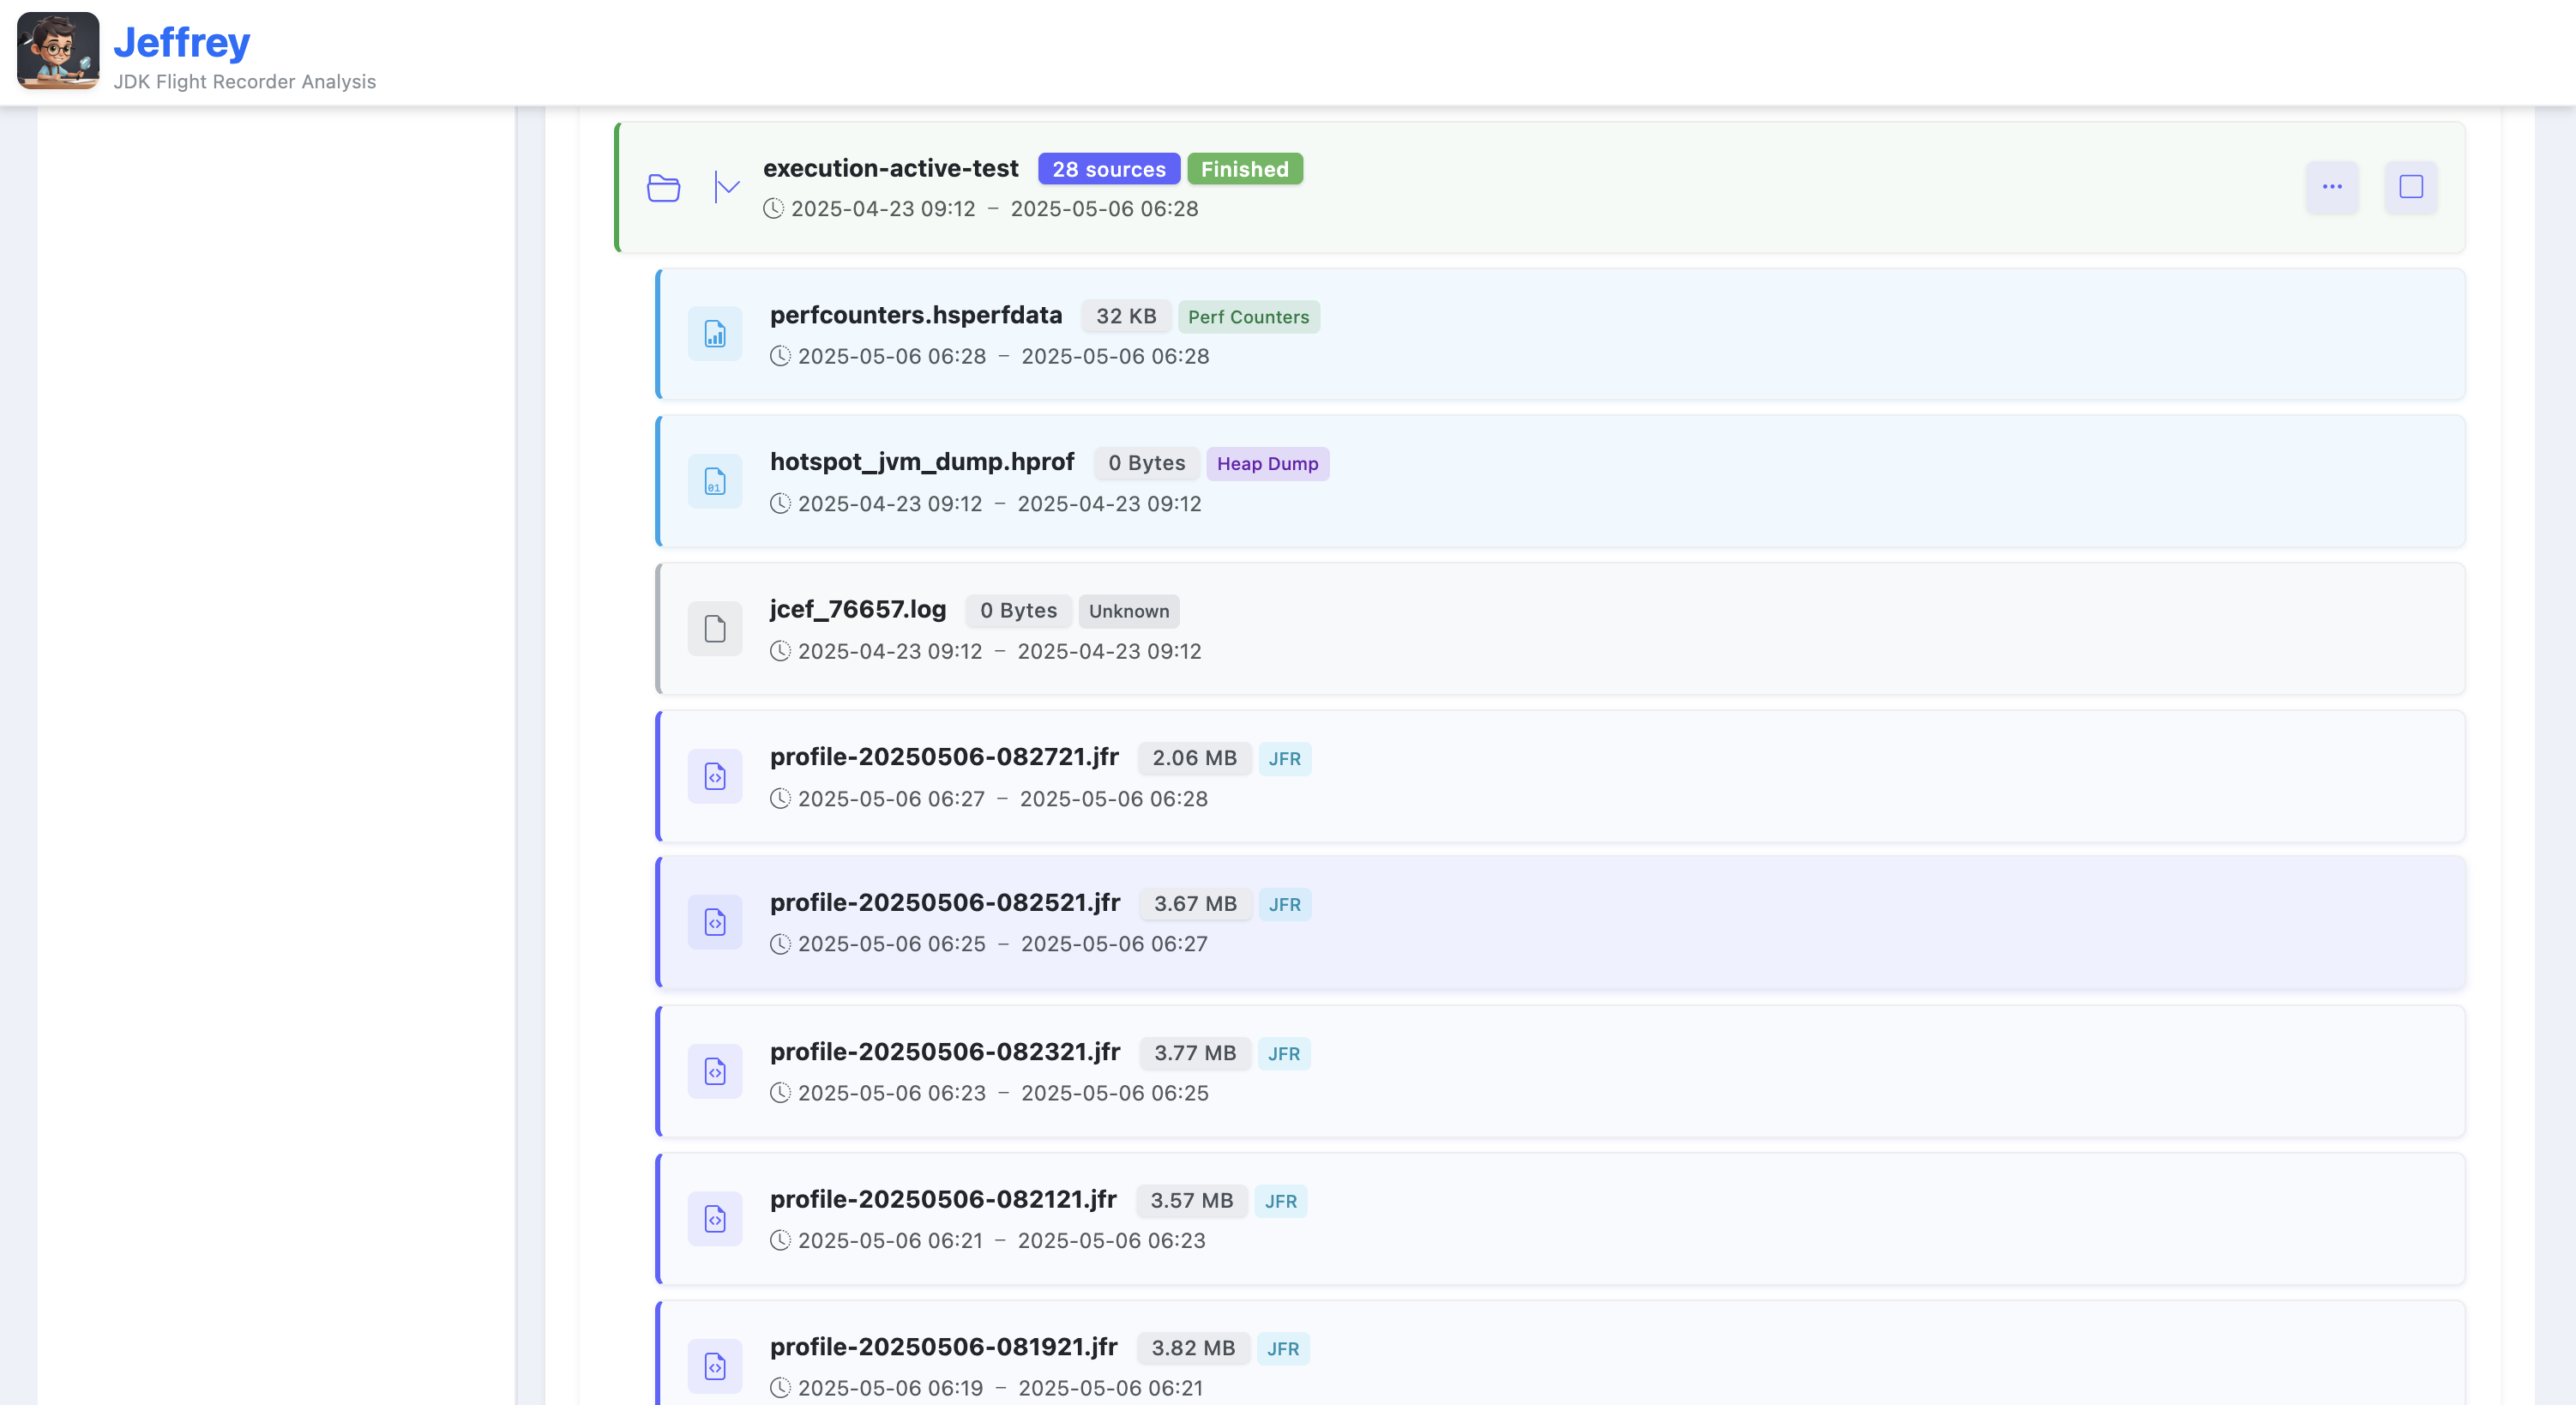 Jeffrey
JDK Flight Recorder Analysis
execution-active-test 28 sources Finished
2025-04-23 09:12 – 2025-05-06 06:28
perfcounters.hsperfdata 32 KB Perf Counters
2025-05-06 06:28 – 2025-05-06 06:28
hotspot_jvm_dump.hprof 0 Bytes Heap Dump
2025-04-23 09:12 – 2025-04-23 09:12
jcef_76657.log 0 Bytes Unknown
2025-04-23 09:12 – 2025-04-23 09:12
profile-20250506-082721.jfr 2.06 MB JFR
2025-05-06 06:27 – 2025-05-06 06:28
profile-20250506-082521.jfr 3.67 MB JFR
2025-05-06 06:25 – 2025-05-06 06:27
profile-20250506-082321.jfr 3.77 MB JFR
2025-05-06 06:23 – 2025-05-06 06:25
profile-20250506-082121.jfr 3.57 MB JFR
2025-05-06 06:21 – 2025-05-06 06:23
profile-20250506-081921.jfr 3.82 MB JFR
2025-05-06 06:19 – 2025-05-06 06:21